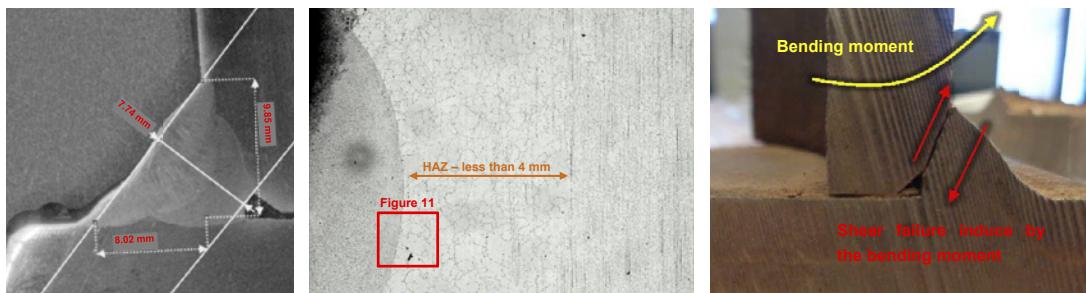 7.74 mm
9.85 mm
8.02 mm
HAZ – less than 4 mm
Figure 11
Bending moment
Shear failure induce by
the bending moment